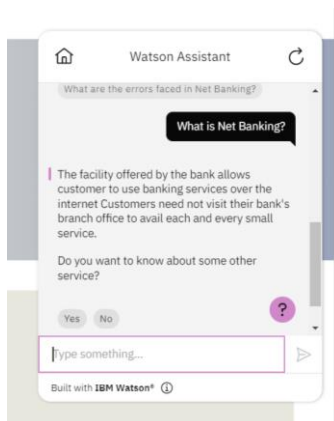 Watson Assistant
What are the errors faced in Net Banking?
What is Net Banking?
The facility offered by the bank allows
customer to use banking services over the
internet Customers need not visit their bank's
branch office to avail each and every small
service.
Do you want to know about some other
service?
Yes No
?
Type something...
Built with IBM Watson®